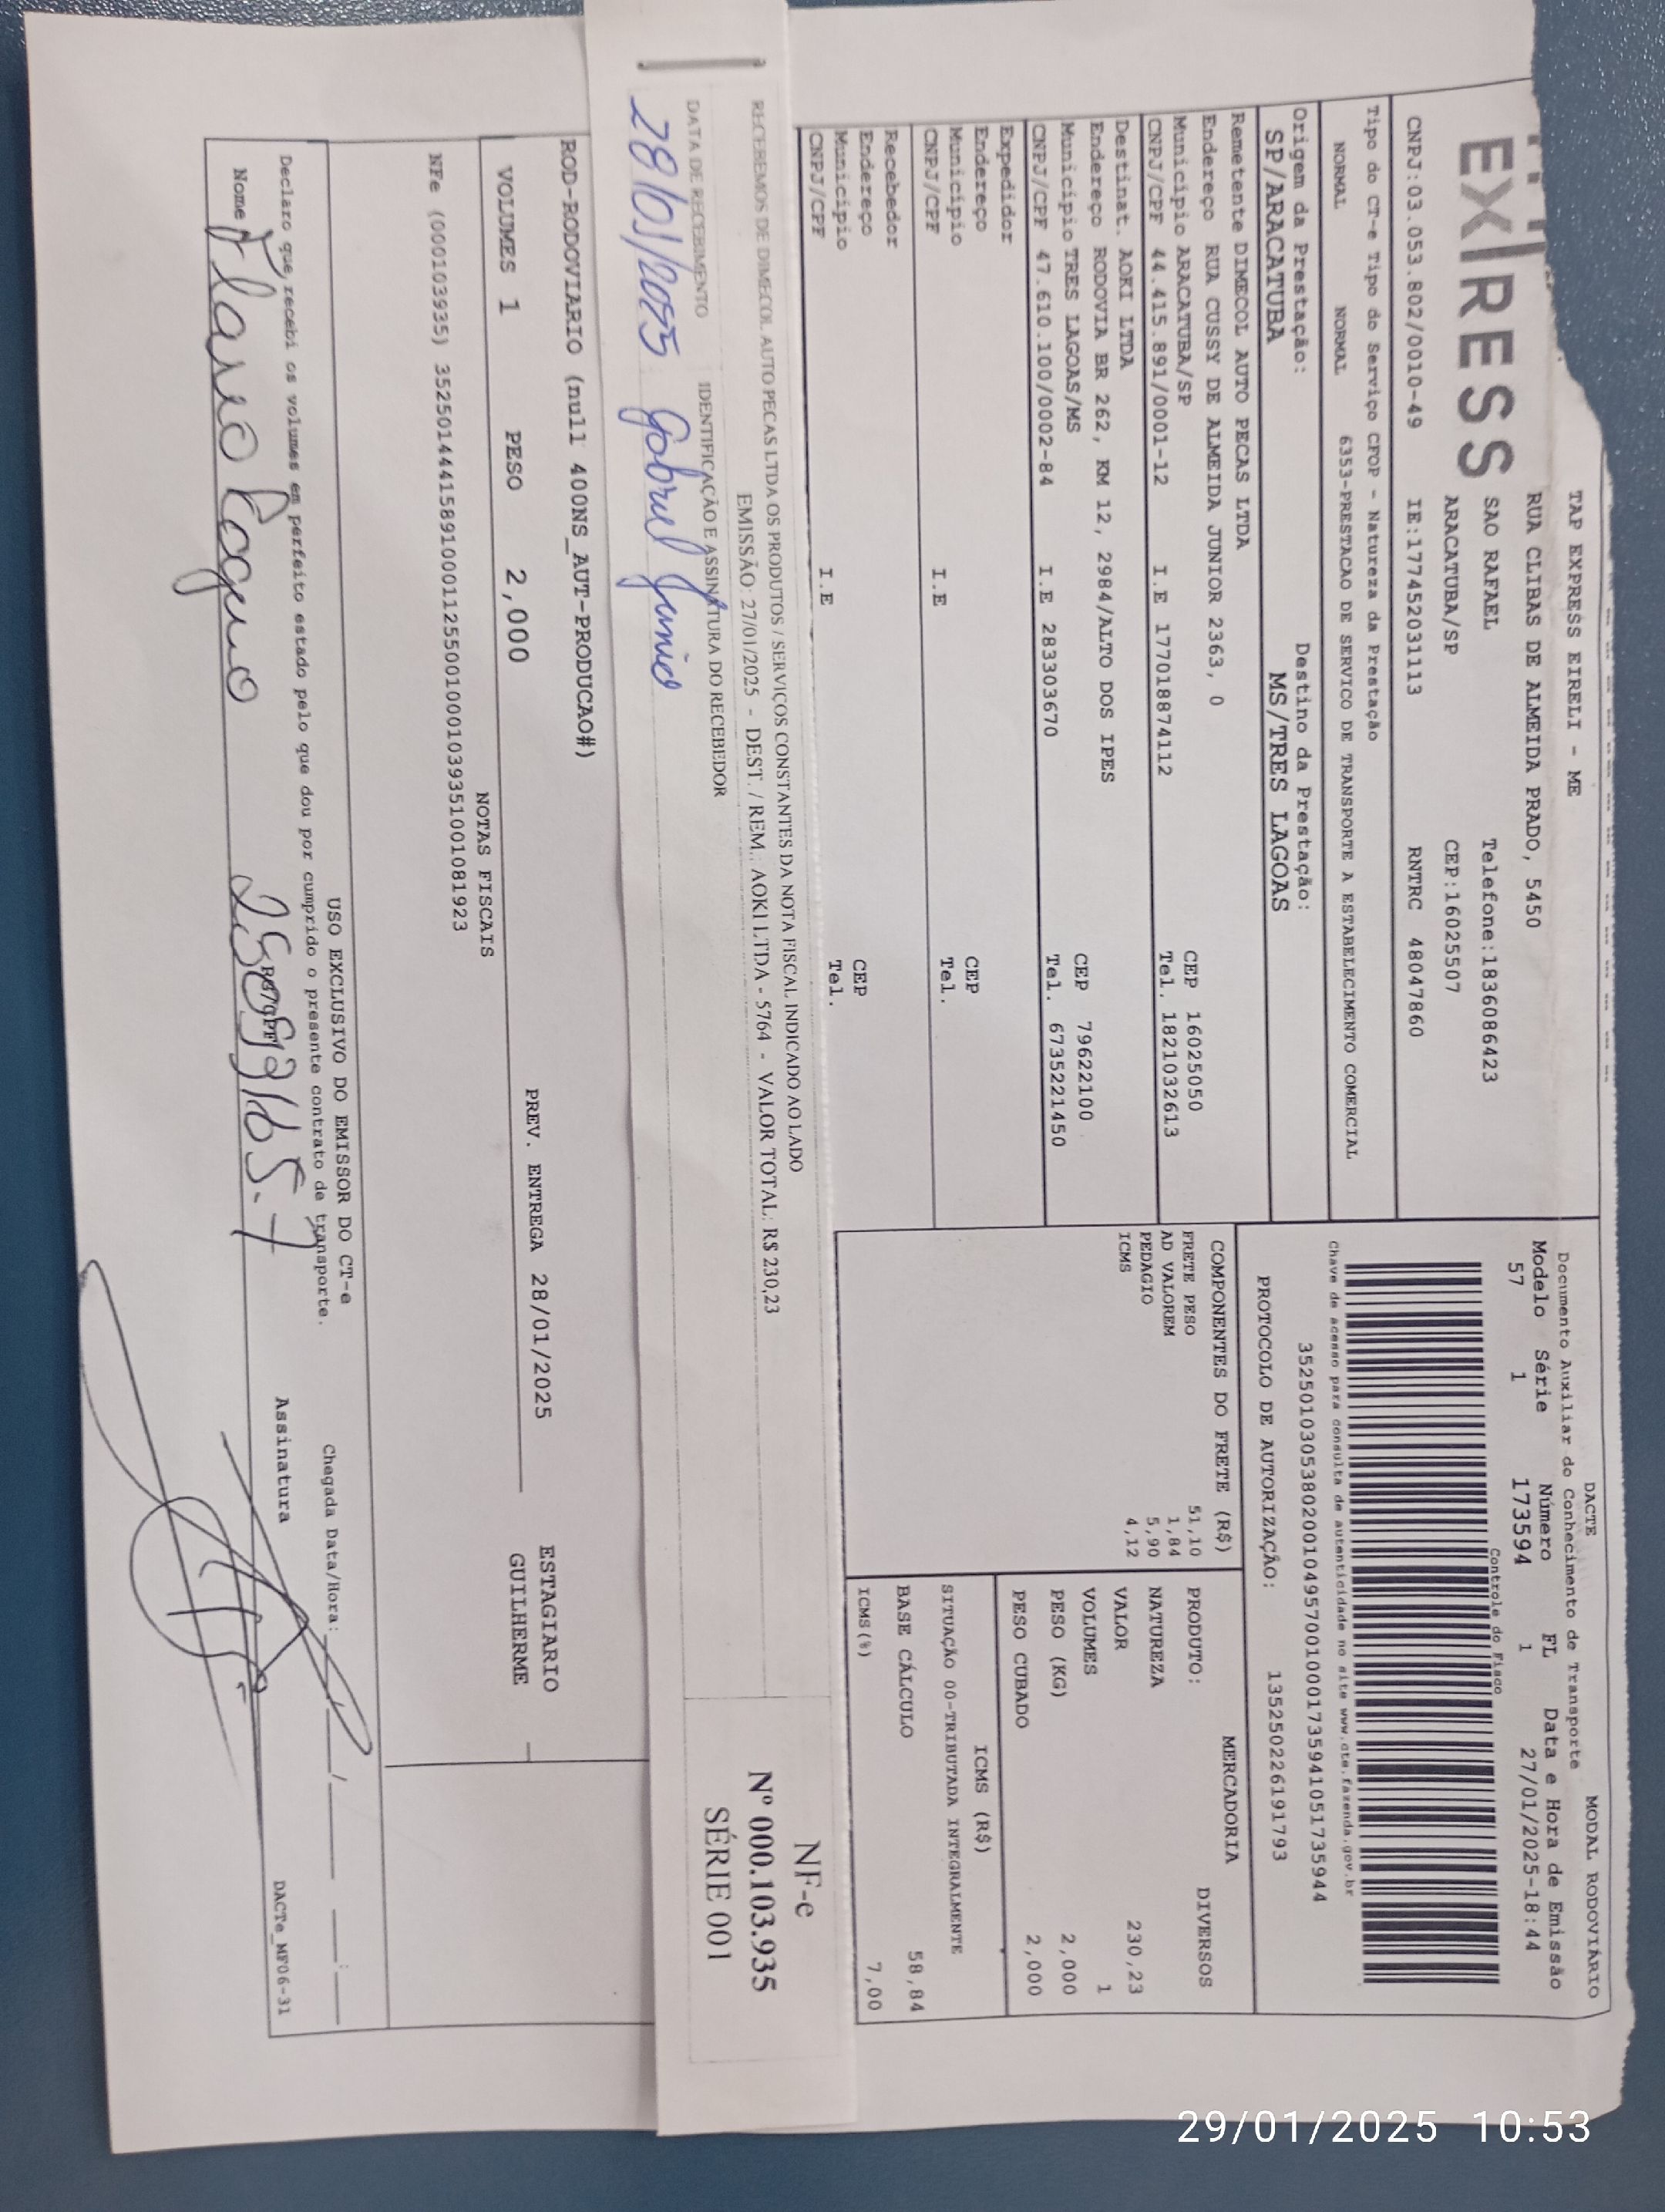 EXPRESS
TAP EXPRESS EIRELI - ME
RUA CLIBAS DE ALMEIDA PRADO, 5450
SAO RAFAEL Telefone:1836086423
ARACATUBA/SP CEP:16025507
CNPJ:03.053.802/0010-49 IE:177452031113 RNTRC 48047860
Tipo do CT-e Tipo do Serviço CFOP - Natureza da Prestação
NORMAL NORMAL 6353-PRESTACAO DE SERVICO DE TRANSPORTE A ESTABELECIMENTO COMERCIAL
Origem da Prestação: Destino da Prestação:
SP/ARACATUBA MS/TRES LAGOAS
DACTE MODAL RODOVIÁRIO
Documento Auxiliar do Conhecimento de Transporte
Modelo Série Número FL Data e Hora de Emissão
57 1 173594 1 27/01/2025-18:44
Controle do Fisco
Chave de acesso para consulta de autenticidade no site www.cte.fazenda.gov.br
35250103053802001049570010001735941051735944
PROTOCOLO DE AUTORIZAÇÃO: 135250226191793
Remetente DIMECOL AUTO PECAS LTDA
Endereço RUA CUSSY DE ALMEIDA JUNIOR 2363, 0 CEP 16025050
Municipio ARACATUBA/SP Tel. 1821032613
CNPJ/CPF 44.415.891/0001-12 I.E 177018874112
Destinat. AOKI LTDA
Endereço RODOVIA BR 262, KM 12, 2984/ALTO DOS IPES CEP 79622100
Municipio TRES LAGOAS/MS Tel. 673522​1450
CNPJ/CPF 47.610.100/0002-84 I.E 283303670
Expedidor
Endereço CEP
Municipio Tel.
CNPJ/CPF I.E
Recebedor
Endereço CEP
Municipio Tel.
CNPJ/CPF I.E
COMPONENTES DO FRETE (R$)
FRETE PESO 51,10
AD VALOREM 1,84
PEDAGIO 5,90
ICMS 4,12
MERCADORIA
PRODUTO: DIVERSOS
NATUREZA
VALOR 230,23
VOLUMES 1
PESO (KG) 2,000
PESO CUBADO 2,000
ICMS (R$)
SITUAÇÃO 00-TRIBUTADA INTEGRALMENTE
BASE CÁLCULO 58,84
ICMS(%) 7,00
RECEBEMOS DE DIMECOL AUTO PECAS LTDA OS PRODUTOS / SERVIÇOS CONSTANTES DA NOTA FISCAL INDICADO AO LADO
EMISSÃO: 27/01/2025 - DEST. / REM.: AOKI LTDA - 5764 - VALOR TOTAL: R$ 230,23
DATA DE RECEBIMENTO IDENTIFICAÇÃO E ASSINATURA DO RECEBEDOR
28/01/2025 Gabriel Junio
NF-e
Nº 000.103.935
SÉRIE 001
ROD-RODOVIARIO (null 400NS_AUT-PRODUCAO#)
VOLUMES 1 PESO 2,000 PREV. ENTREGA 28/01/2025
ESTAGIARIO
GUILHERME
NOTAS FISCAIS
NFe (000103935) 35250144415891000112550010001039351001081923
USO EXCLUSIVO DO EMISSOR DO CT-e
Declaro que recebi os volumes em perfeito estado pelo que dou por cumprido o presente contrato de transporte.
Chegada Data/Hora: / :
Nome RG/CPF Assinatura
DACTe_MF06-31
29/01/2025 10:53